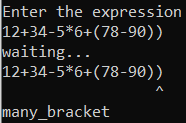 Enter the expression
12+34-5*6+(78-90))
waiting...
12+34-5*6+(78-90))
^
many_bracket